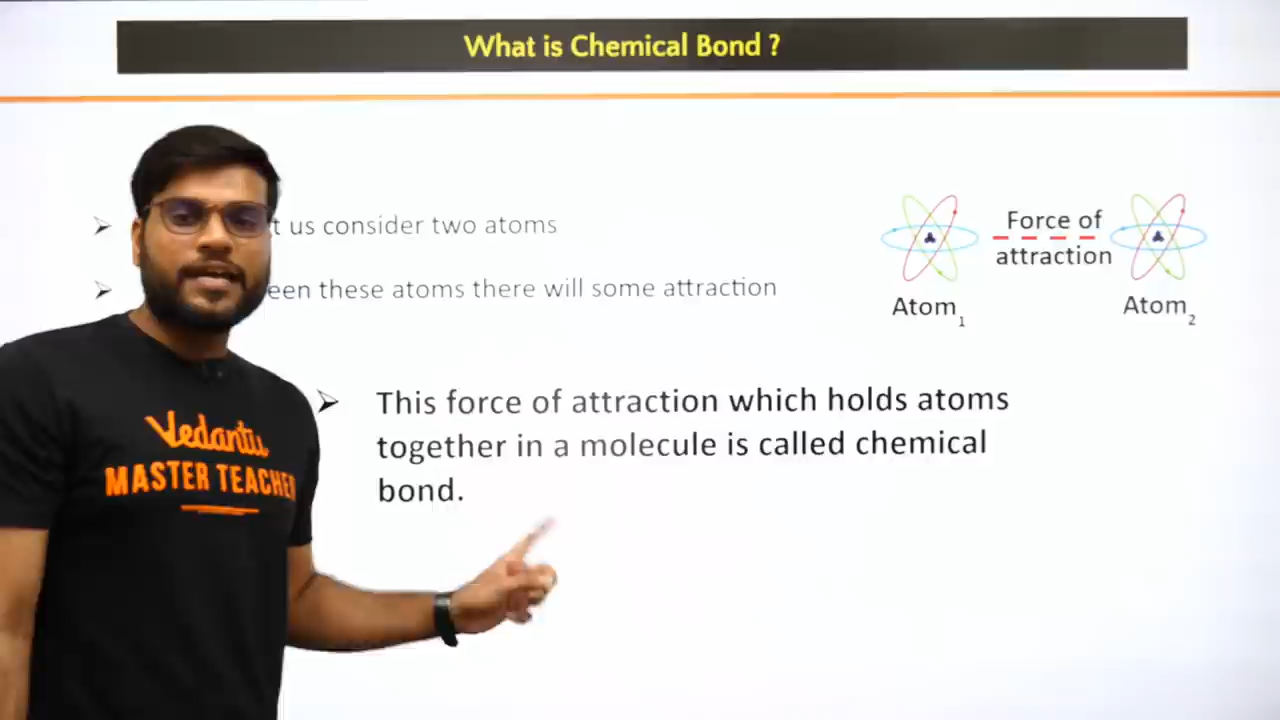 What is Chemical Bond ?
t us consider two atoms
een these atoms there will some attraction
Force of
attraction
Atom1
Atom2
This force of attraction which holds atoms
together in a molecule is called chemical
bond.
Vedantu
MASTER TEACHER